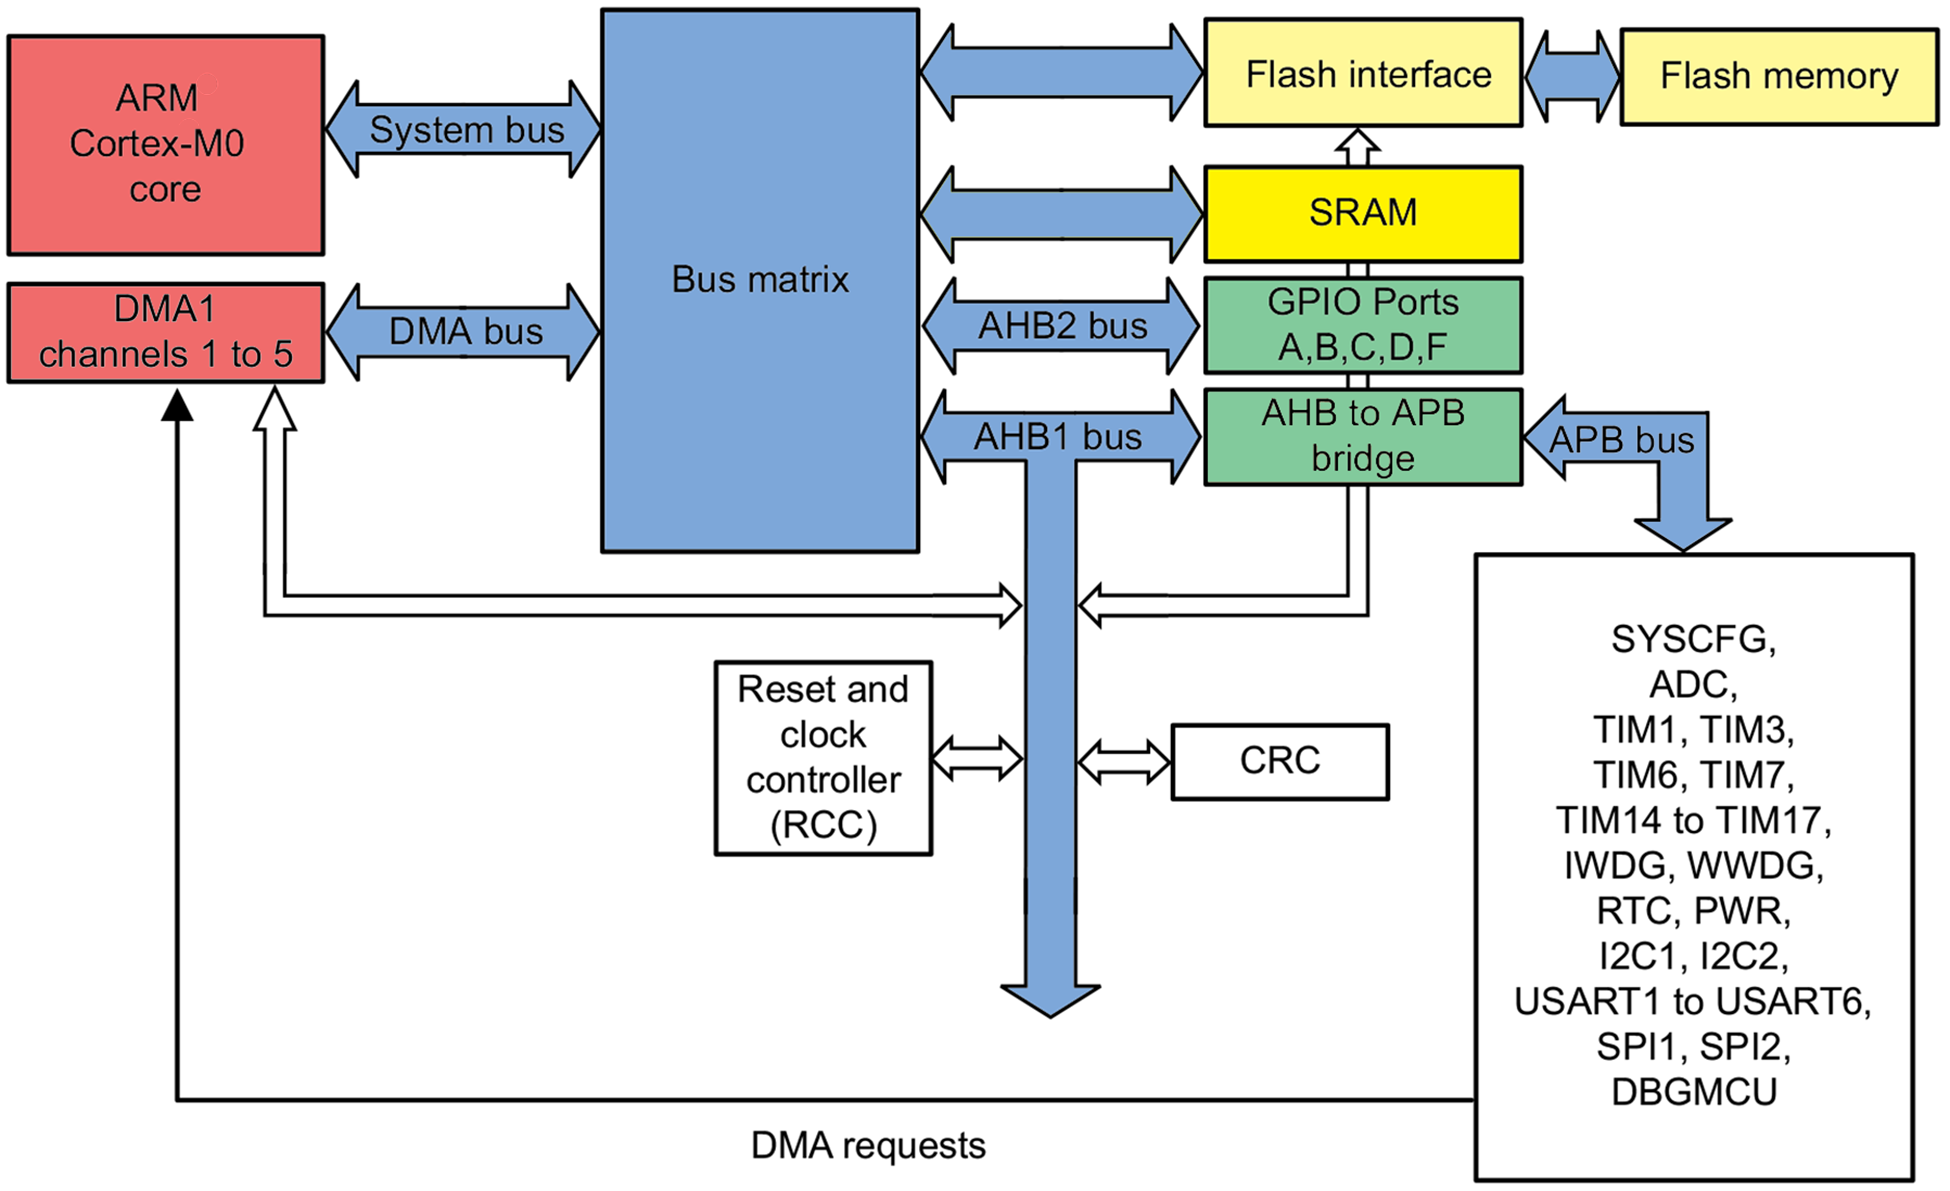 ARM
Cortex-M0
core
System bus
DMA1
channels 1 to 5
DMA bus
Bus matrix
Flash interface
Flash memory
SRAM
AHB2 bus
GPIO Ports
A,B,C,D,F
AHB1 bus
AHB to APB
bridge
APB bus
Reset and
clock
controller
(RCC)
CRC
SYSCFG,
ADC,
TIM1, TIM3,
TIM6, TIM7,
TIM14 to TIM17,
IWDG, WWDG,
RTC, PWR,
I2C1, I2C2,
USART1 to USART6,
SPI1, SPI2,
DBGMCU
DMA requests